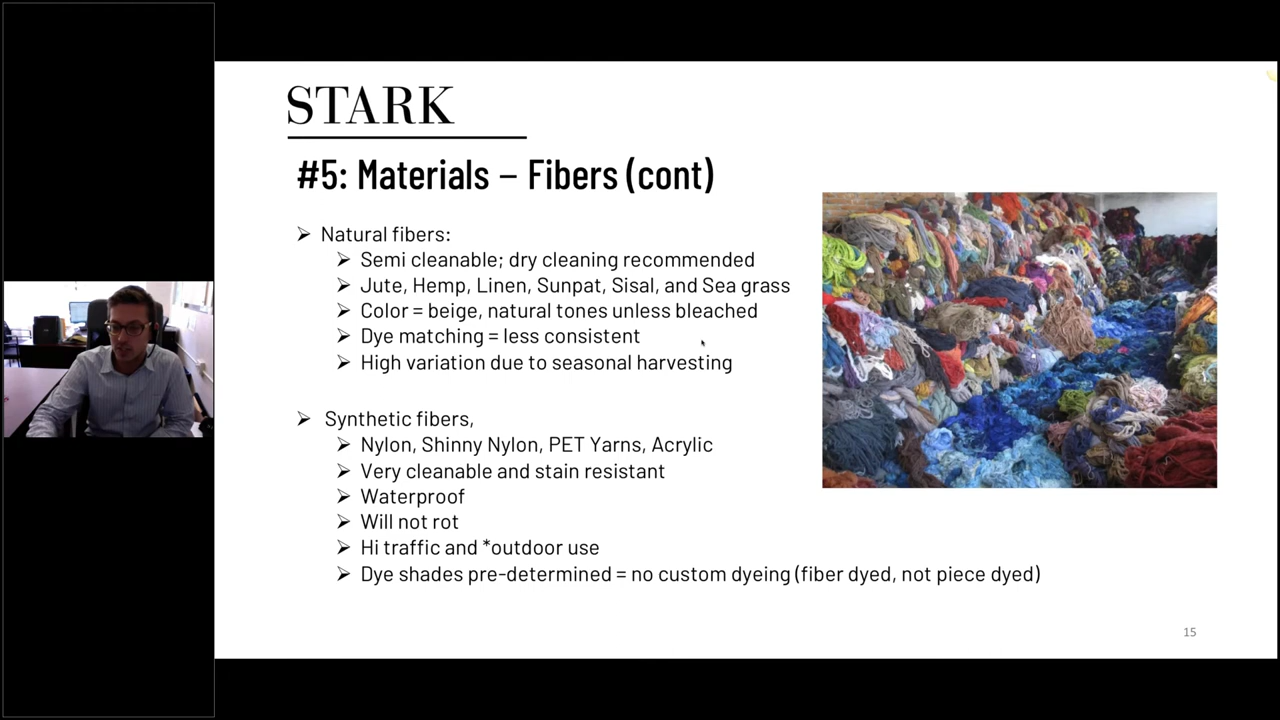 STARK
#5: Materials – Fibers (cont)
➢ Natural fibers:
➢ Semi cleanable; dry cleaning recommended
➢ Jute, Hemp, Linen, Sunpat, Sisal, and Sea grass
➢ Color = beige, natural tones unless bleached
➢ Dye matching = less consistent
➢ High variation due to seasonal harvesting
➢ Synthetic fibers,
➢ Nylon, Shinny Nylon, PET Yarns, Acrylic
➢ Very cleanable and stain resistant
➢ Waterproof
➢ Will not rot
➢ Hi traffic and *outdoor use
➢ Dye shades pre-determined = no custom dyeing (fiber dyed, not piece dyed)
15